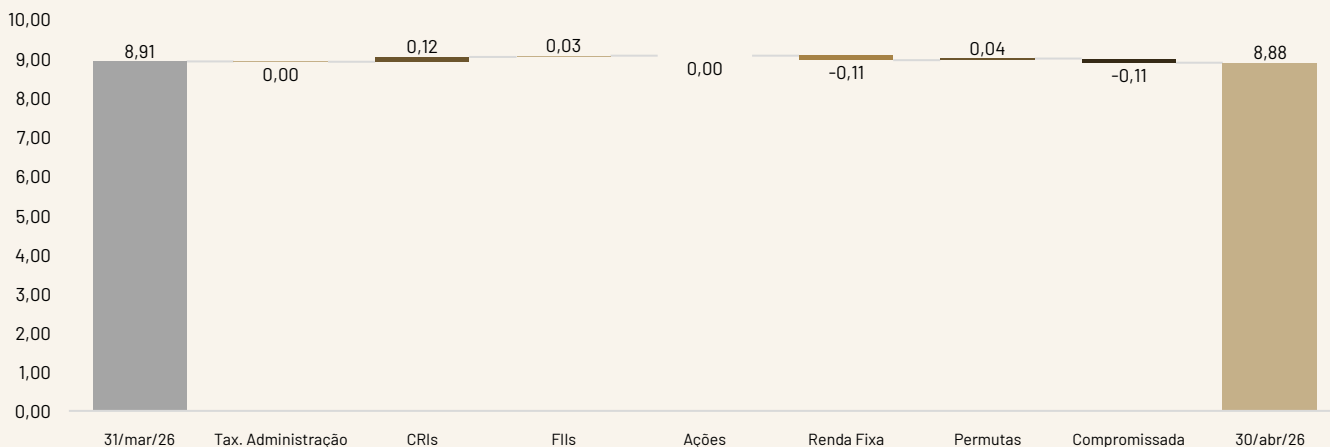 10,00
9,00
8,00
7,00
6,00
5,00
4,00
3,00
2,00
1,00
0,00
8,91
0,00
0,12
0,03
0,00
-0,11
0,04
-0,11
8,88
31/mar/26
Tax. Administração
CRIs
FIIs
Ações
Renda Fixa
Permutas
Compromissada
30/abr/26